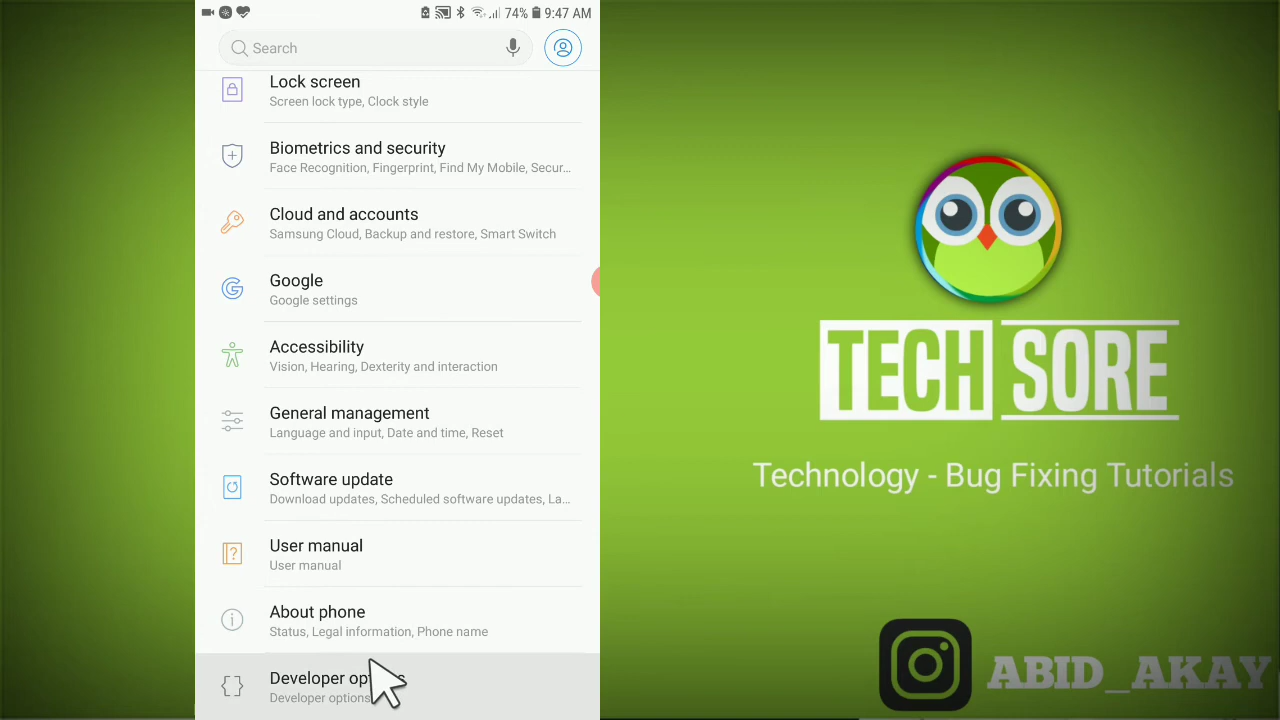 74% 9:47 AM
Search
Lock screen
Screen lock type, Clock style
Biometrics and security
Face Recognition, Fingerprint, Find My Mobile, Secur...
Cloud and accounts
Samsung Cloud, Backup and restore, Smart Switch
Google
Google settings
Accessibility
Vision, Hearing, Dexterity and interaction
General management
Language and input, Date and time, Reset
Software update
Download updates, Scheduled software updates, La...
User manual
User manual
About phone
Status, Legal information, Phone name
Developer options
Developer options
TECH SORE
Technology - Bug Fixing Tutorials
ABID_AKAY